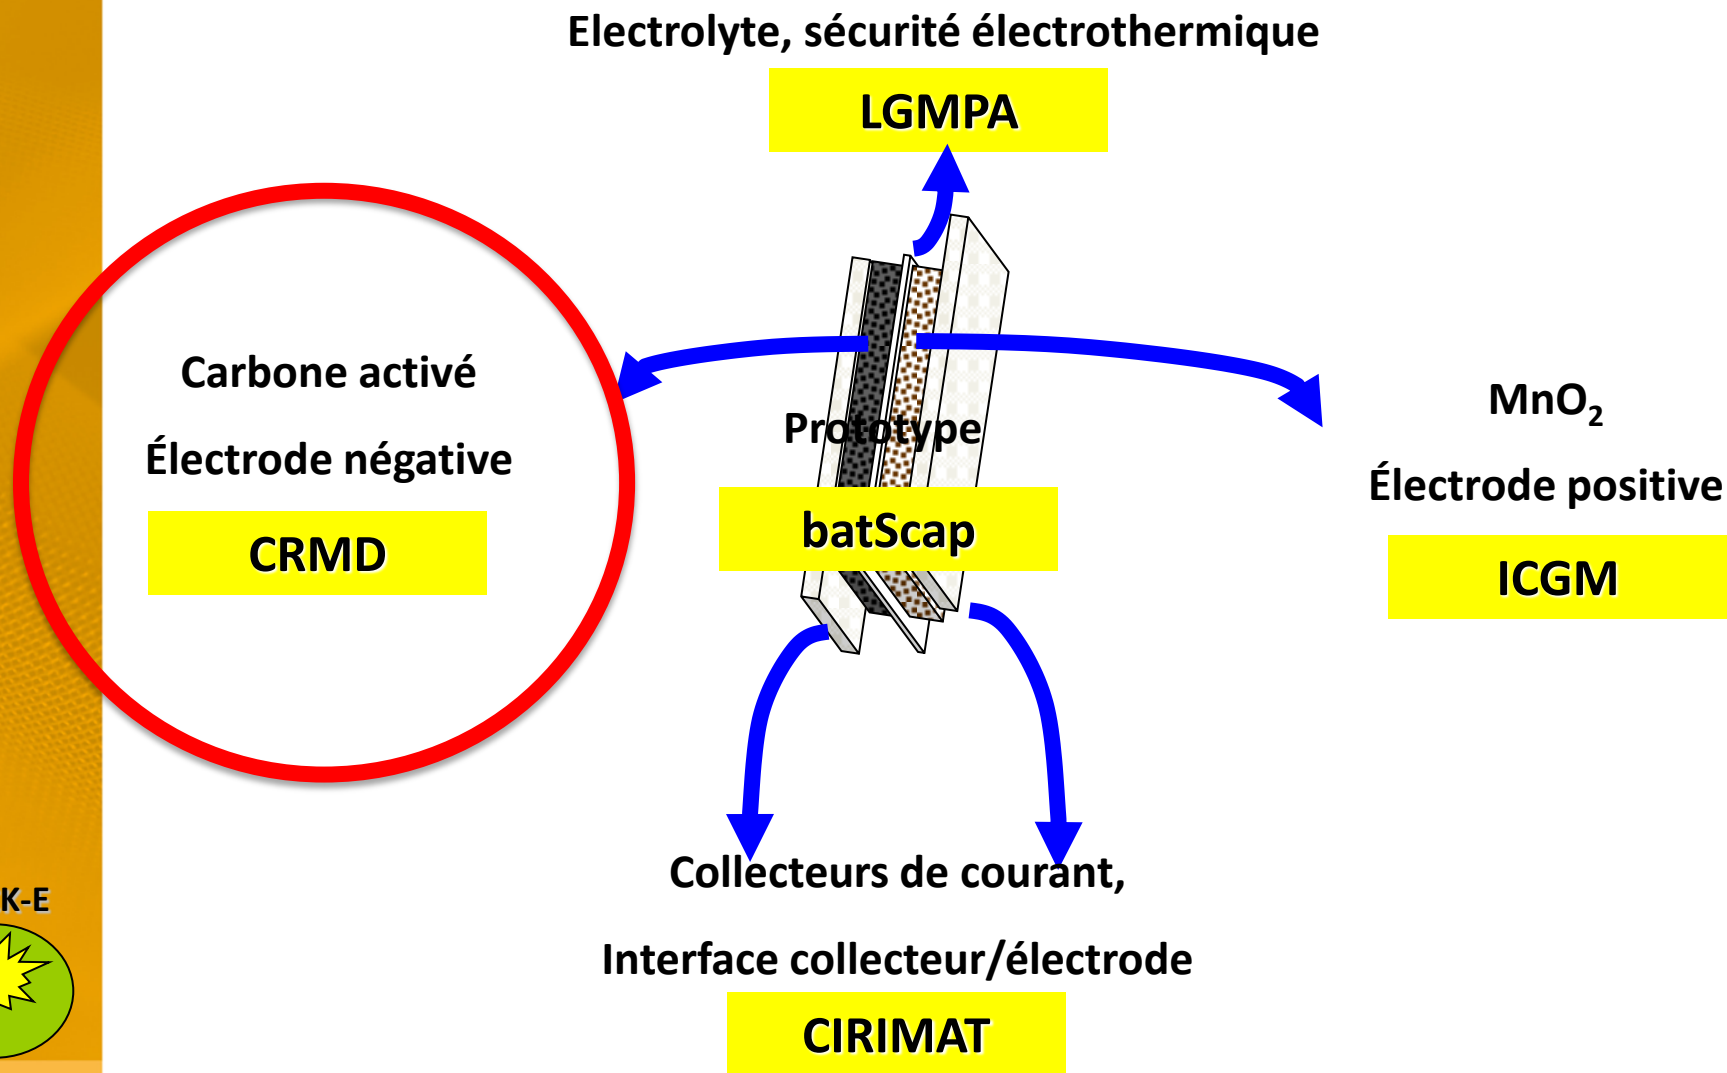 Electrolyte, sécurité électrothermique
LGMPA
Carbone activé
Électrode négative
CRMD
Prototype
batScap
MnO₂
Électrode positive
ICGM
Collecteurs de courant,
Interface collecteur/électrode
CIRIMAT
K-E